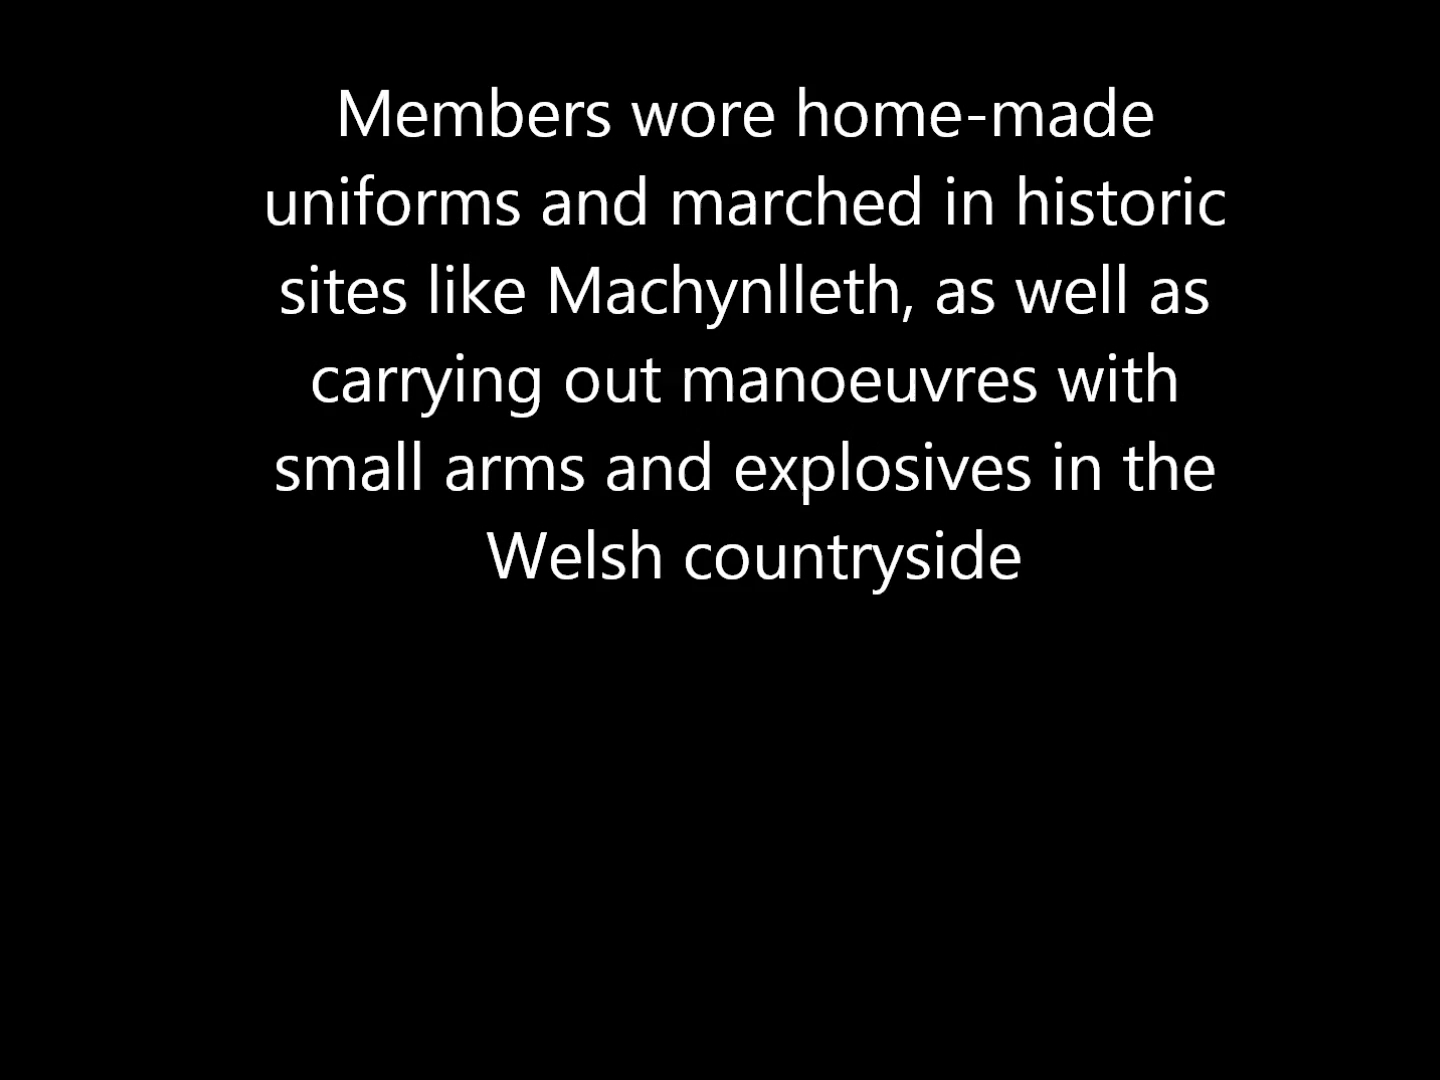 Members wore home-made
uniforms and marched in historic
sites like Machynlleth, as well as
carrying out manoeuvres with
small arms and explosives in the
Welsh countryside